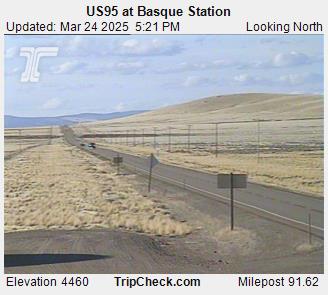 US95 at Basque Station
Updated: Mar 24 2025 5:21 PM Looking North
Elevation 4460 TripCheck.com Milepost 91.62